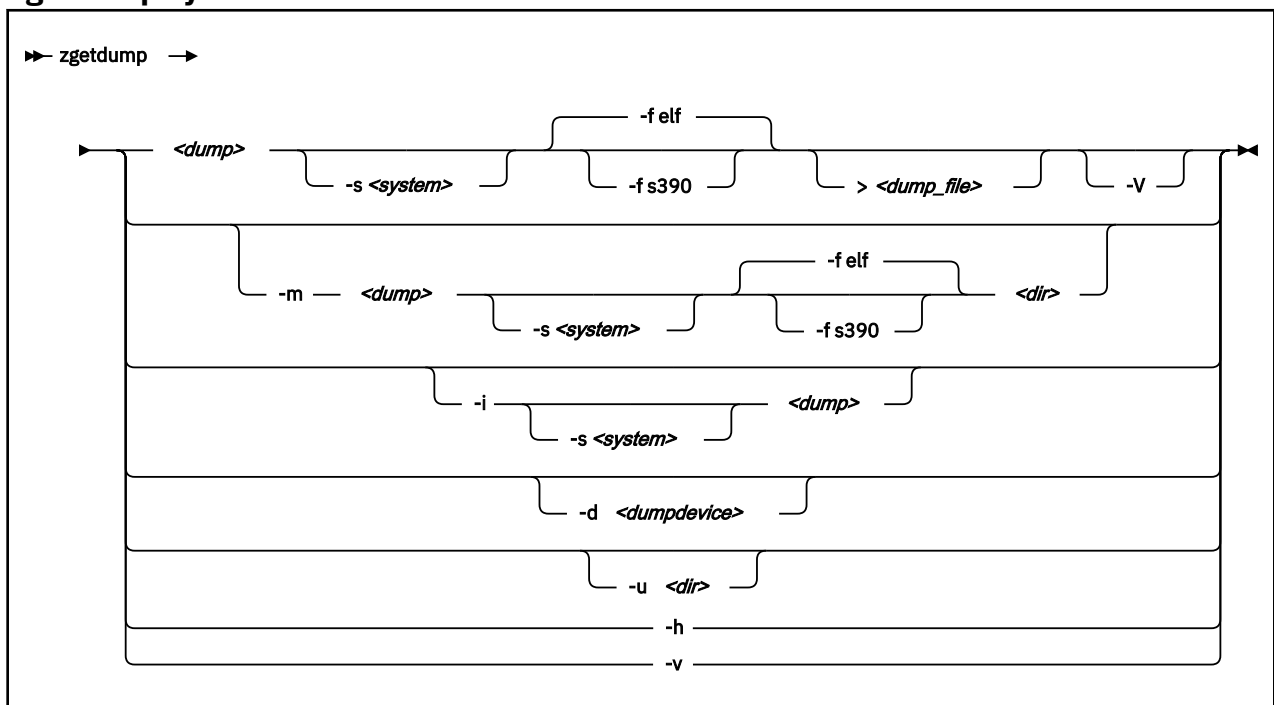 zgetdump
-f elf
<dump>
-s <system> -f s390 > <dump_file> -V
-f elf
-m <dump> <dir>
-s <system> -f s390
-i <dump>
-s <system>
-d <dumpdevice>
-u <dir>
-h
-v